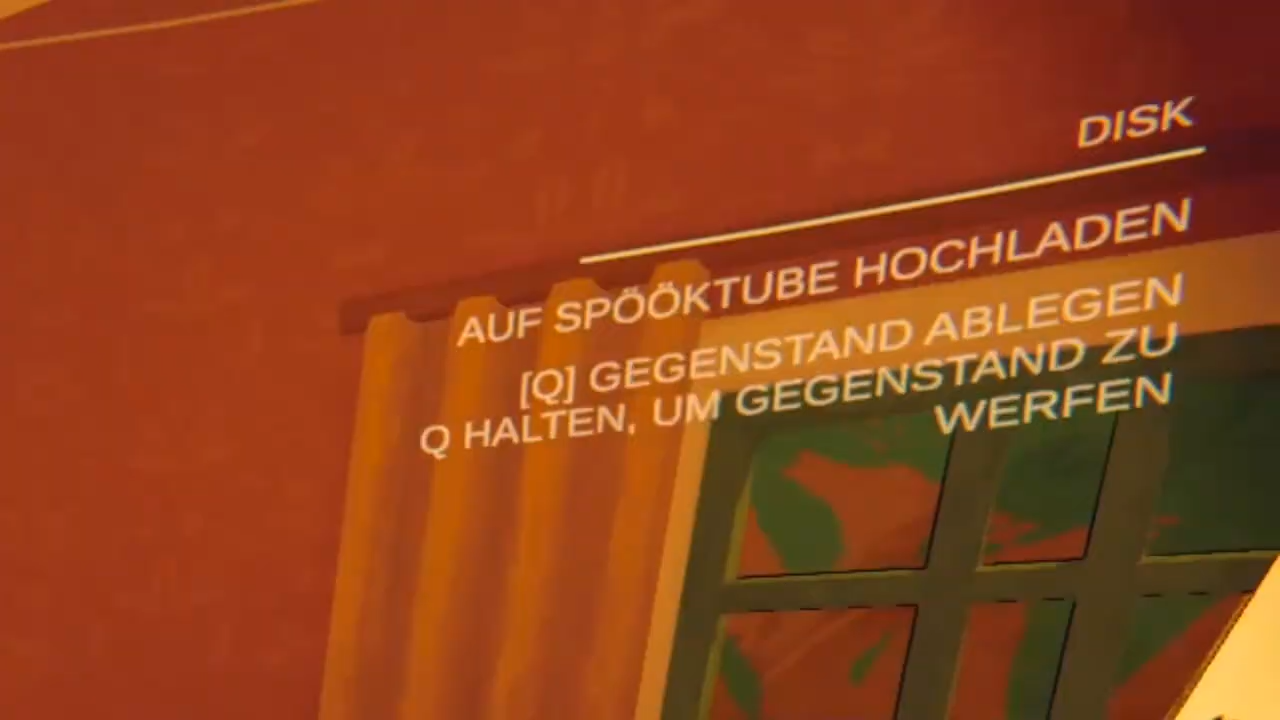 DISK
AUF SPÖÖKTUBE HOCHLADEN
[Q] GEGENSTAND ABLEGEN
Q HALTEN, UM GEGENSTAND ZU
WERFEN